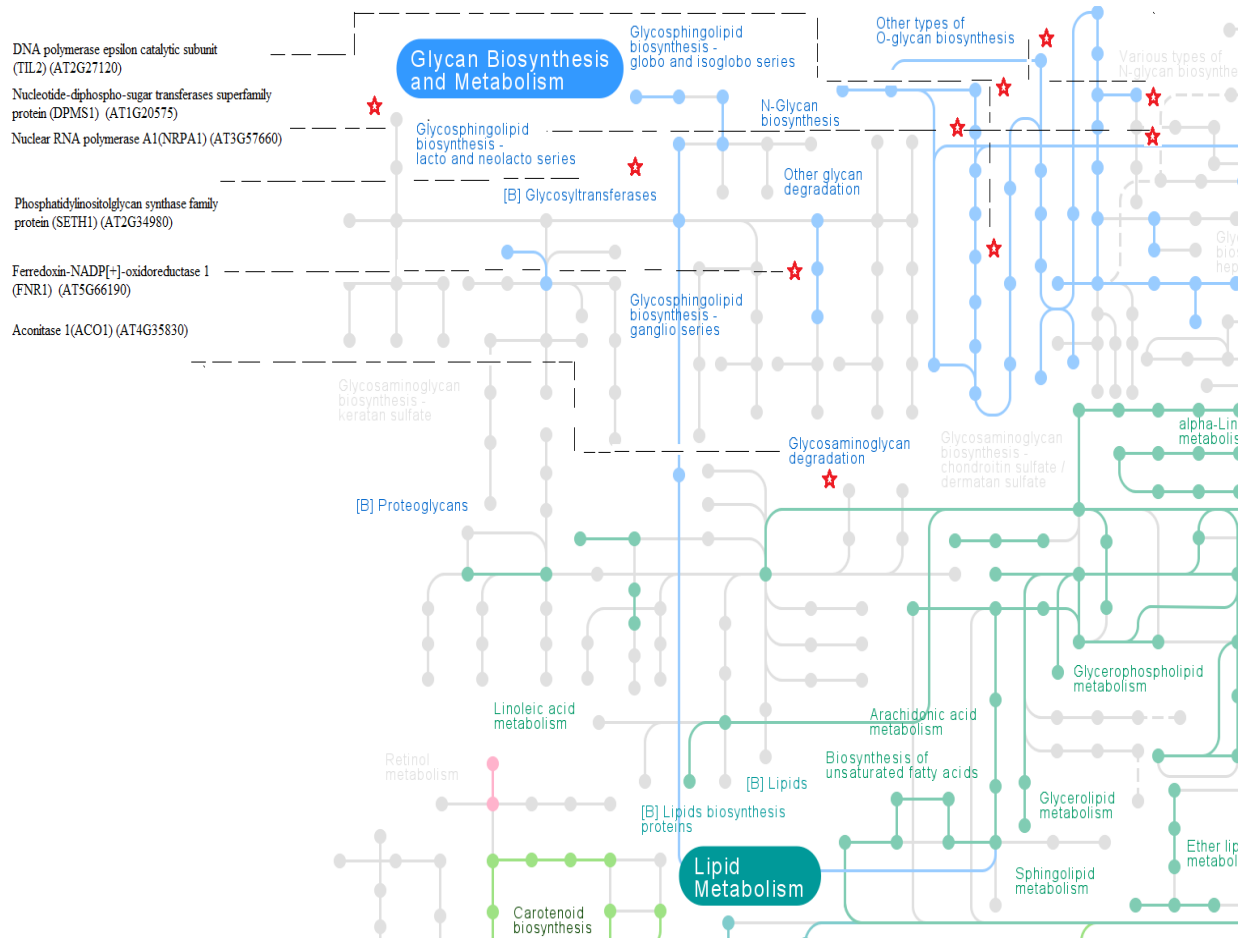 DNA polymerase epsilon catalytic subunit
(TIL2) (AT2G27120)
Nucleotide-diphospho-sugar transferases superfamily
protein (DPMS1) (AT1G20575)
Nuclear RNA polymerase A1(NRPA1) (AT3G57660)
Phosphatidylinositolglycan synthase family
protein (SETH1) (AT2G34980)
Ferredoxin-NADP[+]-oxidoreductase 1
(FNR1) (AT5G66190)
Aconitase 1(ACO1) (AT4G35830)
Glycan Biosynthesis
and Metabolism
Glycosphingolipid
biosynthesis -
globo and isoglobo series
Other types of
O-glycan biosynthesis
Various types of
N-glycan biosynthe
N-Glycan
biosynthesis
Glycosphingolipid
biosynthesis -
lacto and neolacto series
Other glycan
degradation
[B] Glycosyltransferases
Glycosphingolipid
biosynthesis -
ganglio series
Glycosaminoglycan
biosynthesis -
keratan sulfate
Glycosaminoglycan
degradation
Glycosaminoglycan
biosynthesis -
chondroitin sulfate /
dermatan sulfate
alpha-Lin
metabolis
[B] Proteoglycans
Glycerophospholipid
metabolism
Linoleic acid
metabolism
Arachidonic acid
metabolism
Retinol
metabolism
Biosynthesis of
unsaturated fatty acids
[B] Lipids
[B] Lipids biosynthesis
proteins
Glycerolipid
metabolism
Ether lip
metabol
Lipid
Metabolism
Sphingolipid
metabolism
Carotenoid
biosynthesis